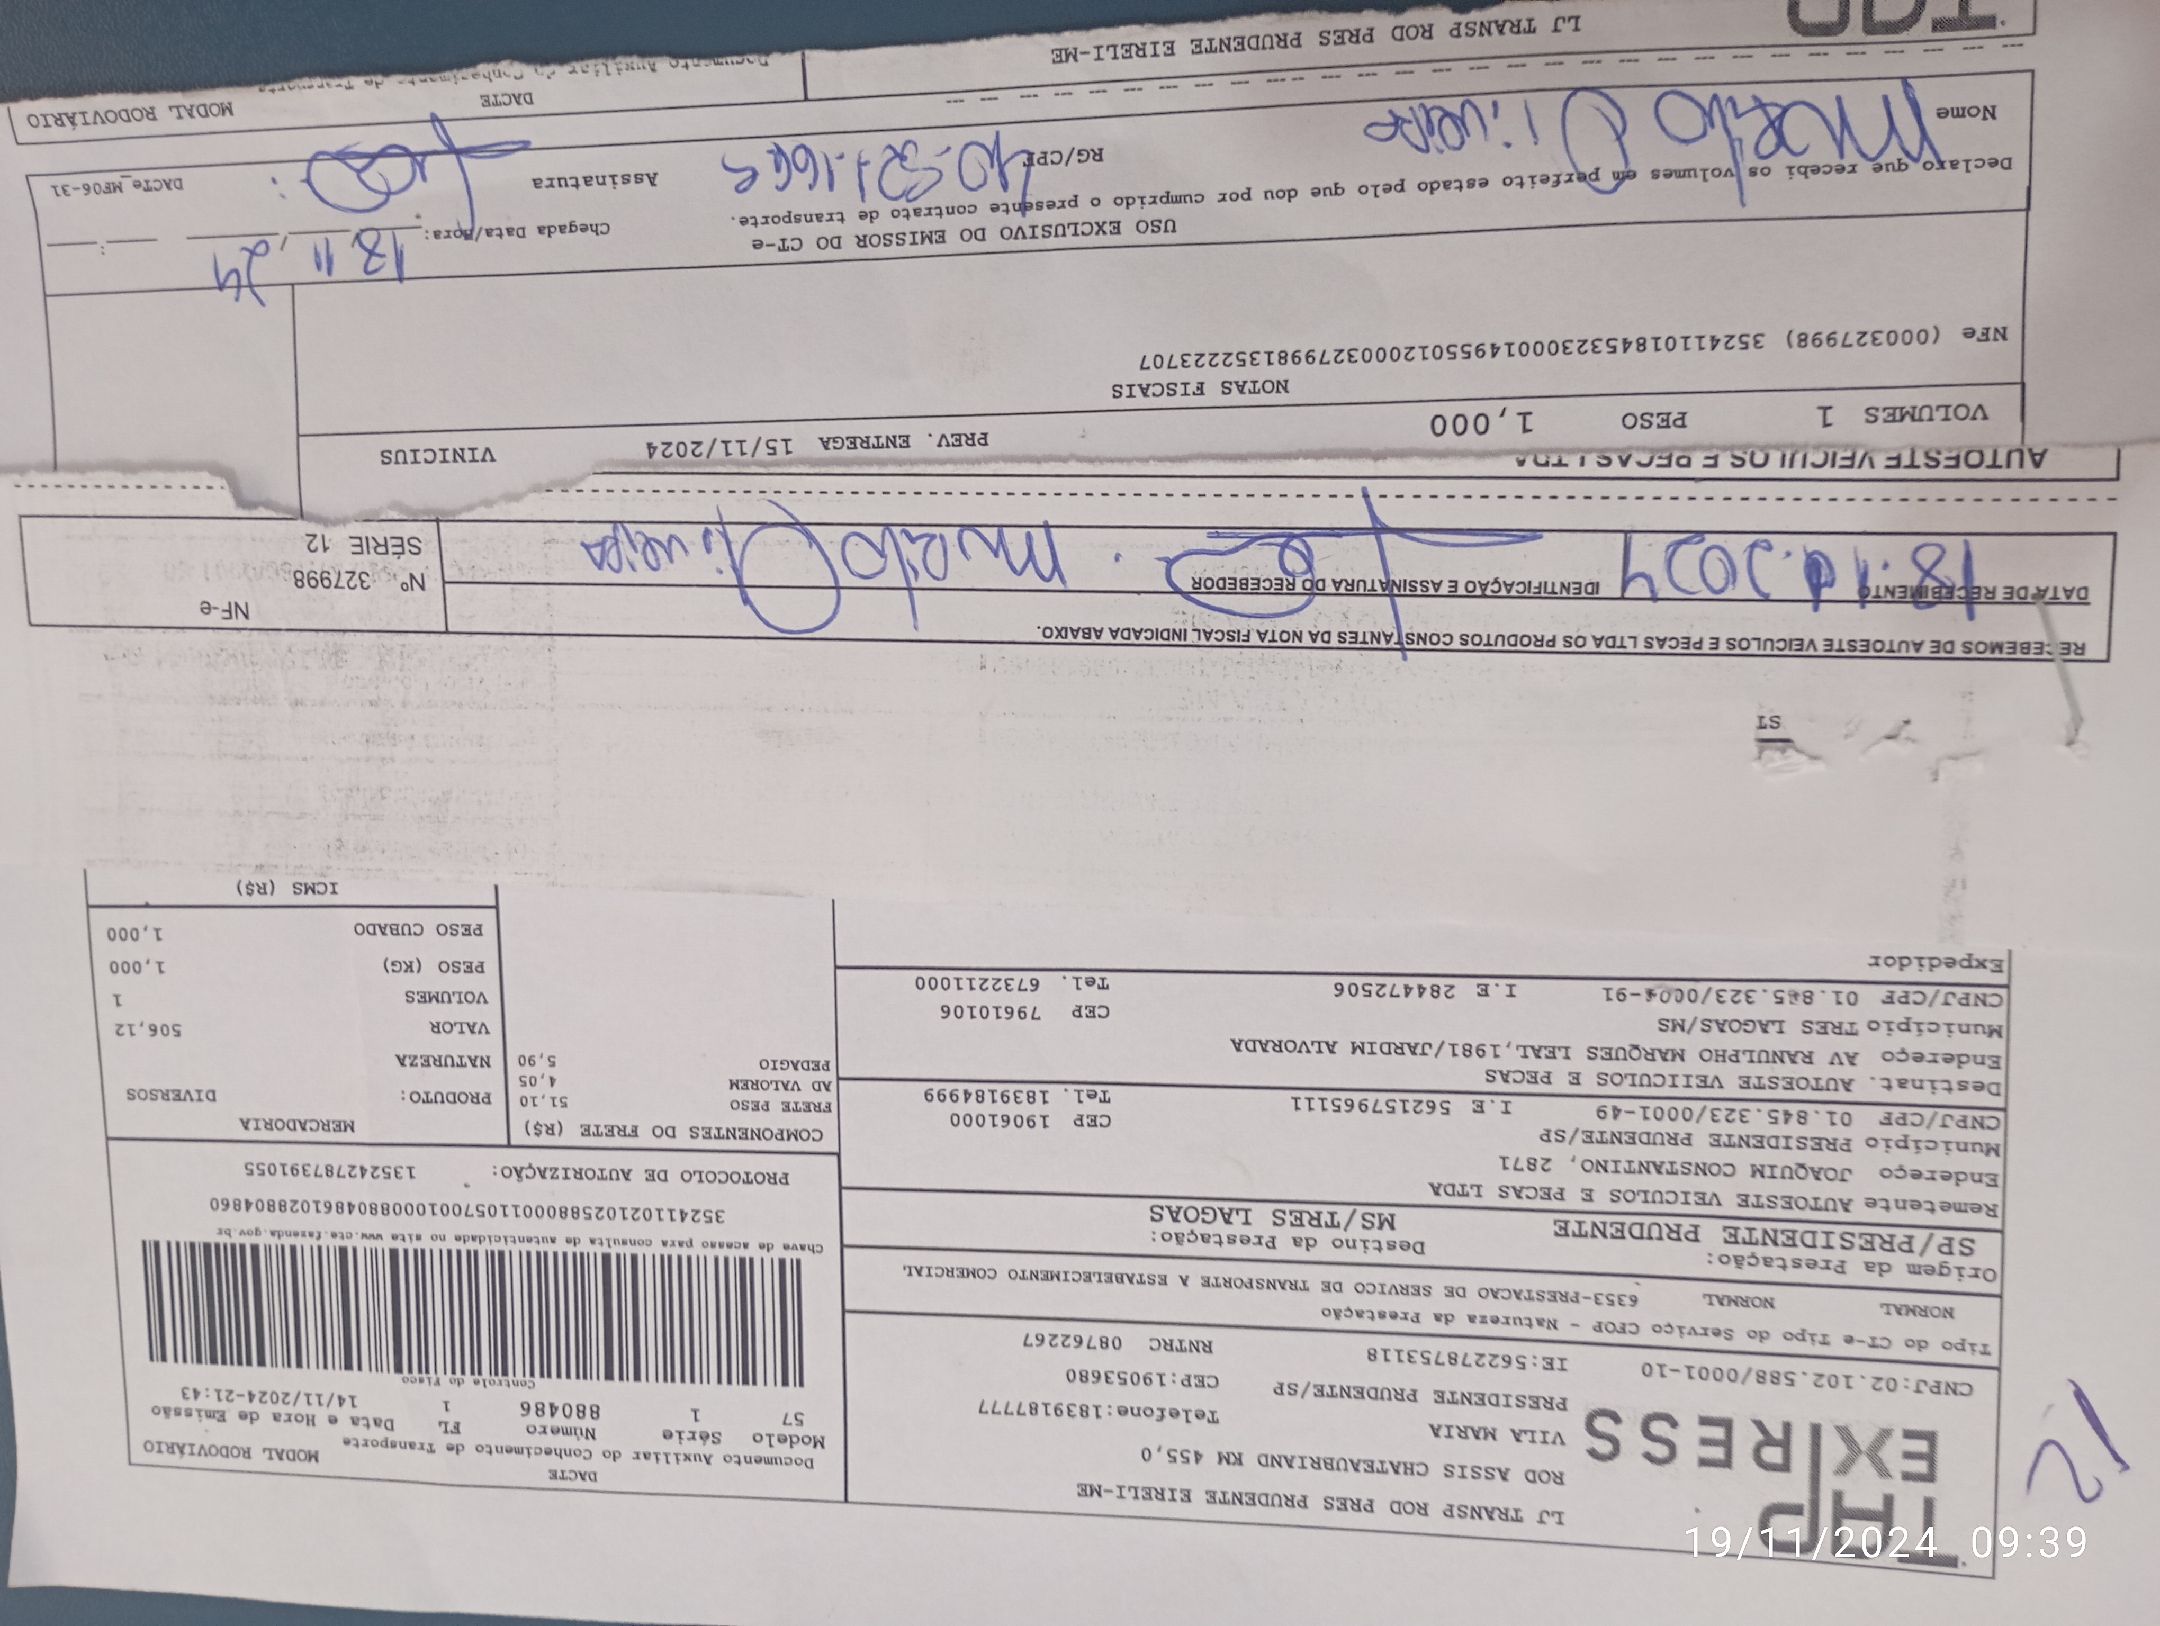 THP
EXPRESS
LJ TRANSP ROD PRES PRUDENTE EIRELI-ME
ROD ASSIS CHATEAUBRIAND KM 455,0
VILA MARIA Telefone:1839187777
PRESIDENTE PRUDENTE/SP CEP:19053680
CNPJ:02.102.588/0001-10 IE:562278753118 RNTRC 08762267
DACTE
Documento Auxiliar do Conhecimento de Transporte MODAL RODOVIÁRIO
Modelo Série Número FL Data e Hora de Emissão
57 1 880486 1 14/11/2024-21:43
Controle do Fisco
Chave de acesso para consulta de autenticidade no site www.cte.fazenda.gov.br
35241102102588000110570010008804861028804860
PROTOCOLO DE AUTORIZAÇÃO: 135242787391055
Tipo do CT-e Tipo do Serviço CFOP - Natureza da Prestação
NORMAL NORMAL 6353-PRESTACAO DE SERVICO DE TRANSPORTE A ESTABELECIMENTO COMERCIAL
Origem da Prestação: Destino da Prestação:
SP/PRESIDENTE PRUDENTE MS/TRES LAGOAS
Remetente AUTOESTE VEICULOS E PECAS LTDA
Endereço JOAQUIM CONSTANTINO, 2871
Município PRESIDENTE PRUDENTE/SP CEP 19061000
CNPJ/CPF 01.845.323/0001-49 I.E 562157965111 Tel. 1839184999
Destinat. AUTOESTE VEIICULOS E PECAS
Endereço AV RANULPHO MARQUES LEAL,1981/JARDIM ALVORADA
Município TRES LAGOAS/MS CEP 79610106
CNPJ/CPF 01.845.323/0004-91 I.E 284472506 Tel. 6732211000
Expedidor
COMPONENTES DO FRETE (R$)
FRETE PESO 51,10
AD VALOREM 4,05
PEDAGIO 5,90
MERCADORIA
PRODUTO: DIVERSOS
NATUREZA
VALOR 506,12
VOLUMES 1
PESO (KG) 1,000
PESO CUBADO 1,000
ICMS (R$)
ST
RECEBEMOS DE AUTOESTE VEICULOS E PECAS LTDA OS PRODUTOS CONSTANTES DA NOTA FISCAL INDICADA ABAIXO.
DATA DE RECEBIMENTO IDENTIFICAÇÃO E ASSINATURA DO RECEBEDOR
18.11.2024
NF-e
Nº. 327998
SÉRIE 12
AUTOESTE VEICULOS E PECAS LTDA
VOLUMES 1 PESO 1,000 PREV. ENTREGA 15/11/2024 VINICIUS
NOTAS FISCAIS
NFe (000327998) 35241101845323000149550120003279981352223707
USO EXCLUSIVO DO EMISSOR DO CT-e
Declaro que recebi os volumes em perfeito estado pelo que dou por cumprido o presente contrato de transporte.
Chegada Data/Hora: 18 11 24
Nome RG/CPF Assinatura DACTe_MF06-31
LJ TRANSP ROD PRES PRUDENTE EIRELI-ME
DACTE MODAL RODOVIÁRIO
Documento Auxiliar do Conhecimento de Transporte
19/11/2024 09:39